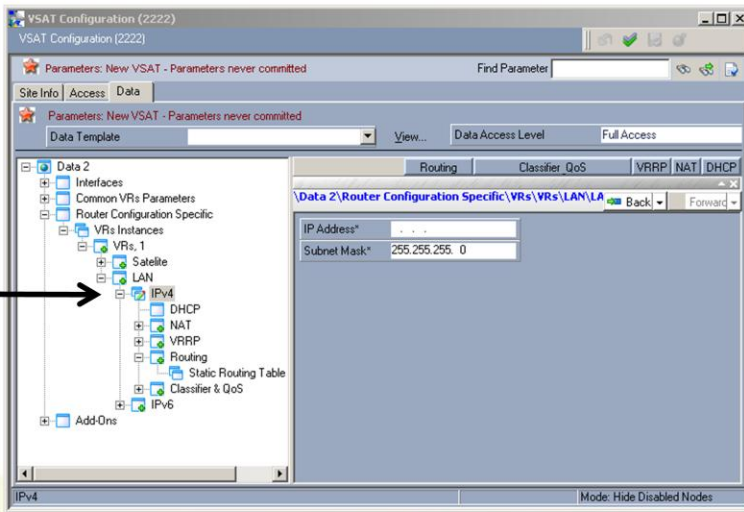 VSAT Configuration (2222)
VSAT Configuration (2222)
Parameters: New VSAT - Parameters never committed
Find Parameter
Site Info Access Data
Parameters: New VSAT - Parameters never committed
Data Template View... Data Access Level Full Access
Data 2
Interfaces
Common VRs Parameters
Router Configuration Specific
VRs Instances
VRs, 1
Satelite
LAN
IPv4
DHCP
NAT
VRRP
Routing
Static Routing Table
Classifier & QoS
IPv6
Add-Ons
Routing Classifier_QoS VRRP NAT DHCP
\Data 2\Router Configuration Specific\VRs\VRs\LAN\LA Back Forward
IP Address* . . .
Subnet Mask* 255.255.255. 0
IPv4 Mode: Hide Disabled Nodes